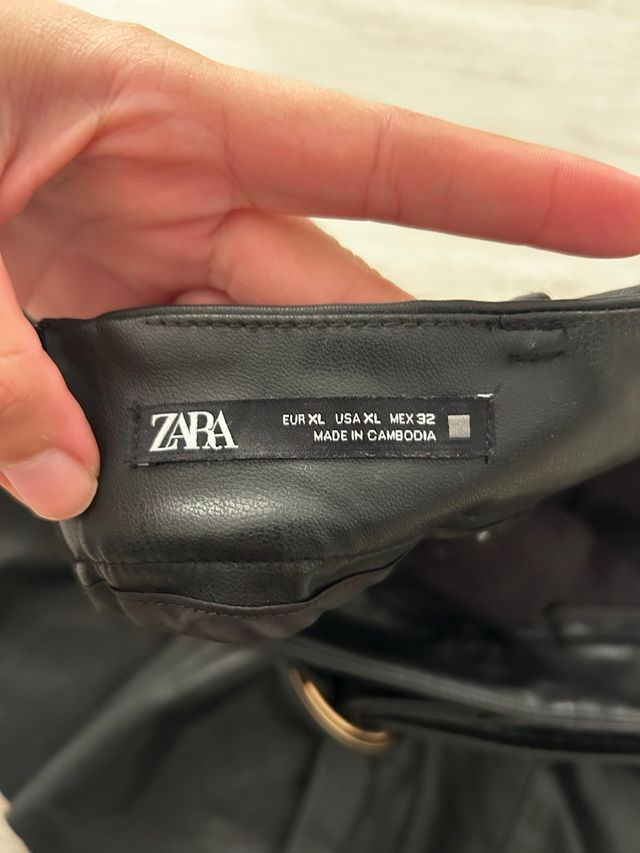 ZARA
EUR XL USA XL MEX 32
MADE IN CAMBODIA